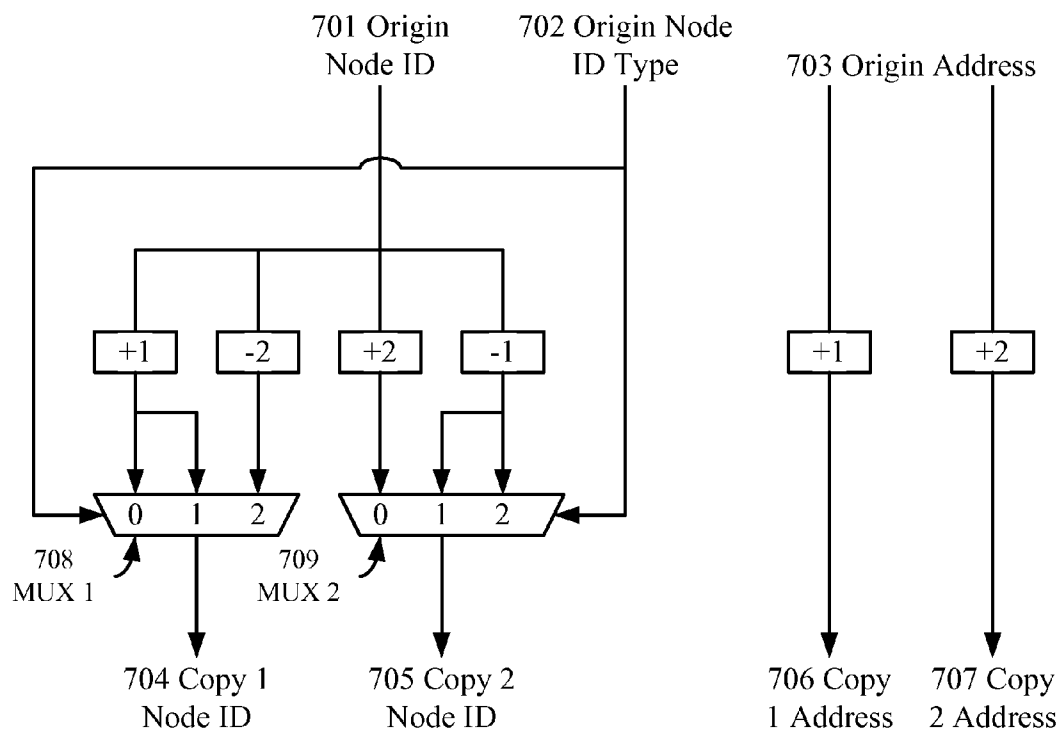 701 Origin
Node ID
702 Origin Node
ID Type
703 Origin Address
+1
-2
+2
-1
+1
+2
0 1 2
0 1 2
708
MUX 1
709
MUX 2
704 Copy 1
Node ID
705 Copy 2
Node ID
706 Copy
1 Address
707 Copy
2 Address